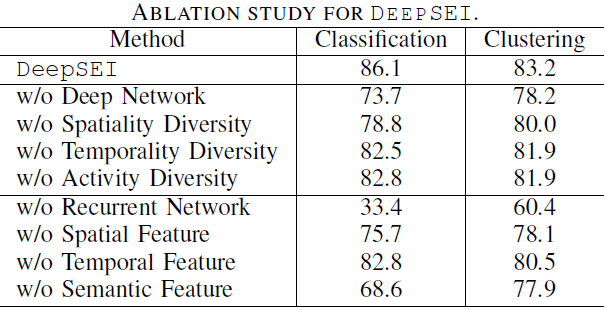 ABLATION STUDY FOR DEEPSEI.
Method Classification Clustering
DeepSEI 86.1 83.2
w/o Deep Network 73.7 78.2
w/o Spatiality Diversity 78.8 80.0
w/o Temporality Diversity 82.5 81.9
w/o Activity Diversity 82.8 81.9
w/o Recurrent Network 33.4 60.4
w/o Spatial Feature 75.7 78.1
w/o Temporal Feature 82.8 80.5
w/o Semantic Feature 68.6 77.9